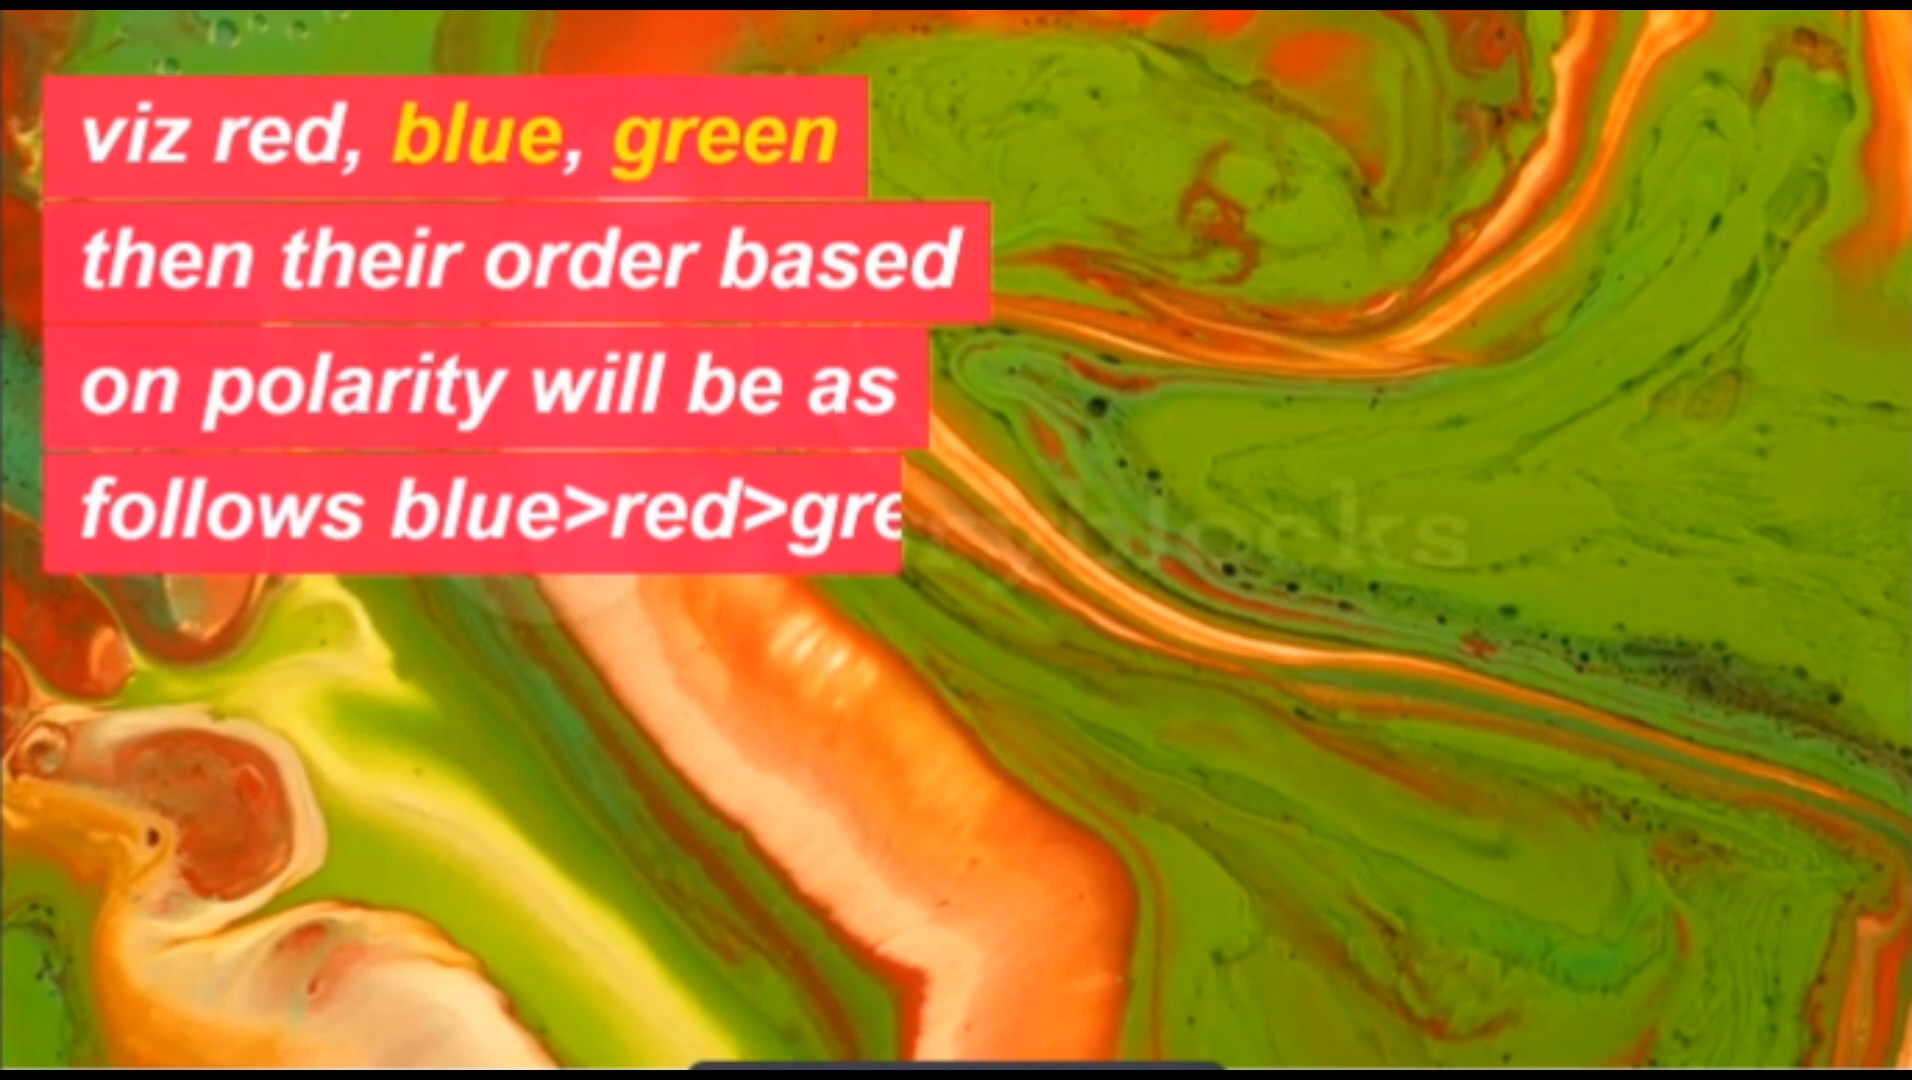 viz red, blue, green
then their order based
on polarity will be as
follows blue>red>gre